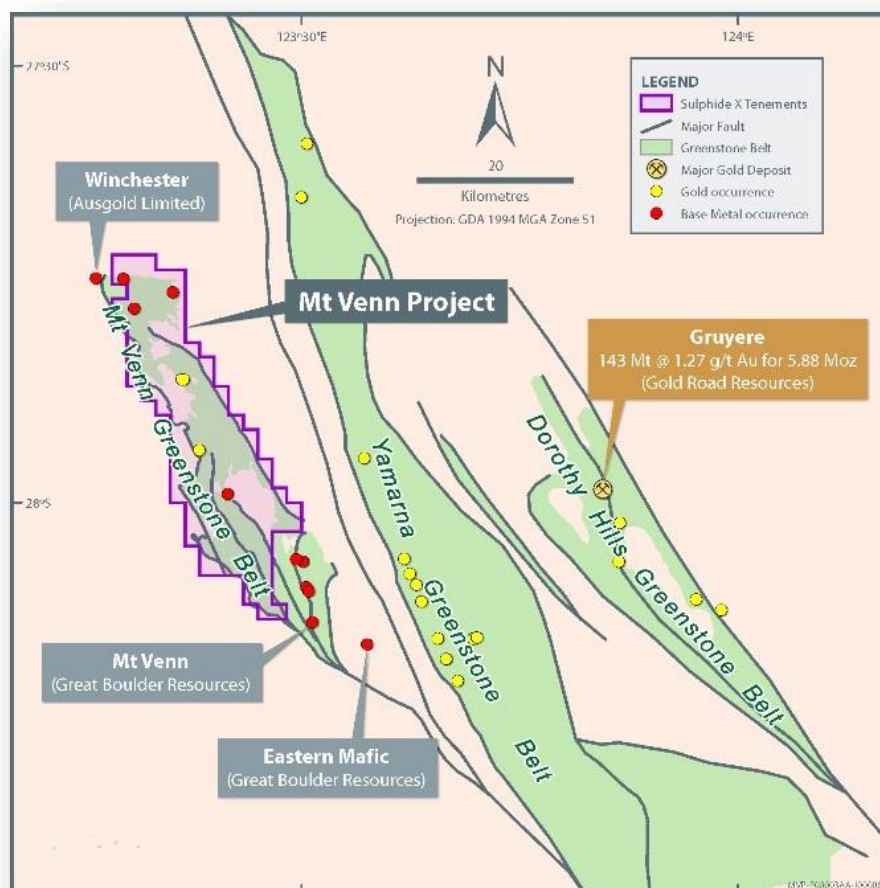 123°30'E
124°E
27°30'S
N
20
Kilometres
Projection: GDA 1994 MGA Zone 51
LEGEND
Sulphide X Tenements
Major Fault
Greenstone Belt
Major Gold Deposit
Gold occurrence
Base Metal occurrence
Winchester
(Ausgold Limited)
Mt Venn Project
Gruyere
143 Mt @ 1.27 g/t Au for 5.88 Moz
(Gold Road Resources)
Mt Venn Greenstone Belt
Yamarna Greenstone Belt
Dorothy Hills Greenstone Belt
28°S
Mt Venn
(Great Boulder Resources)
Eastern Mafic
(Great Boulder Resources)